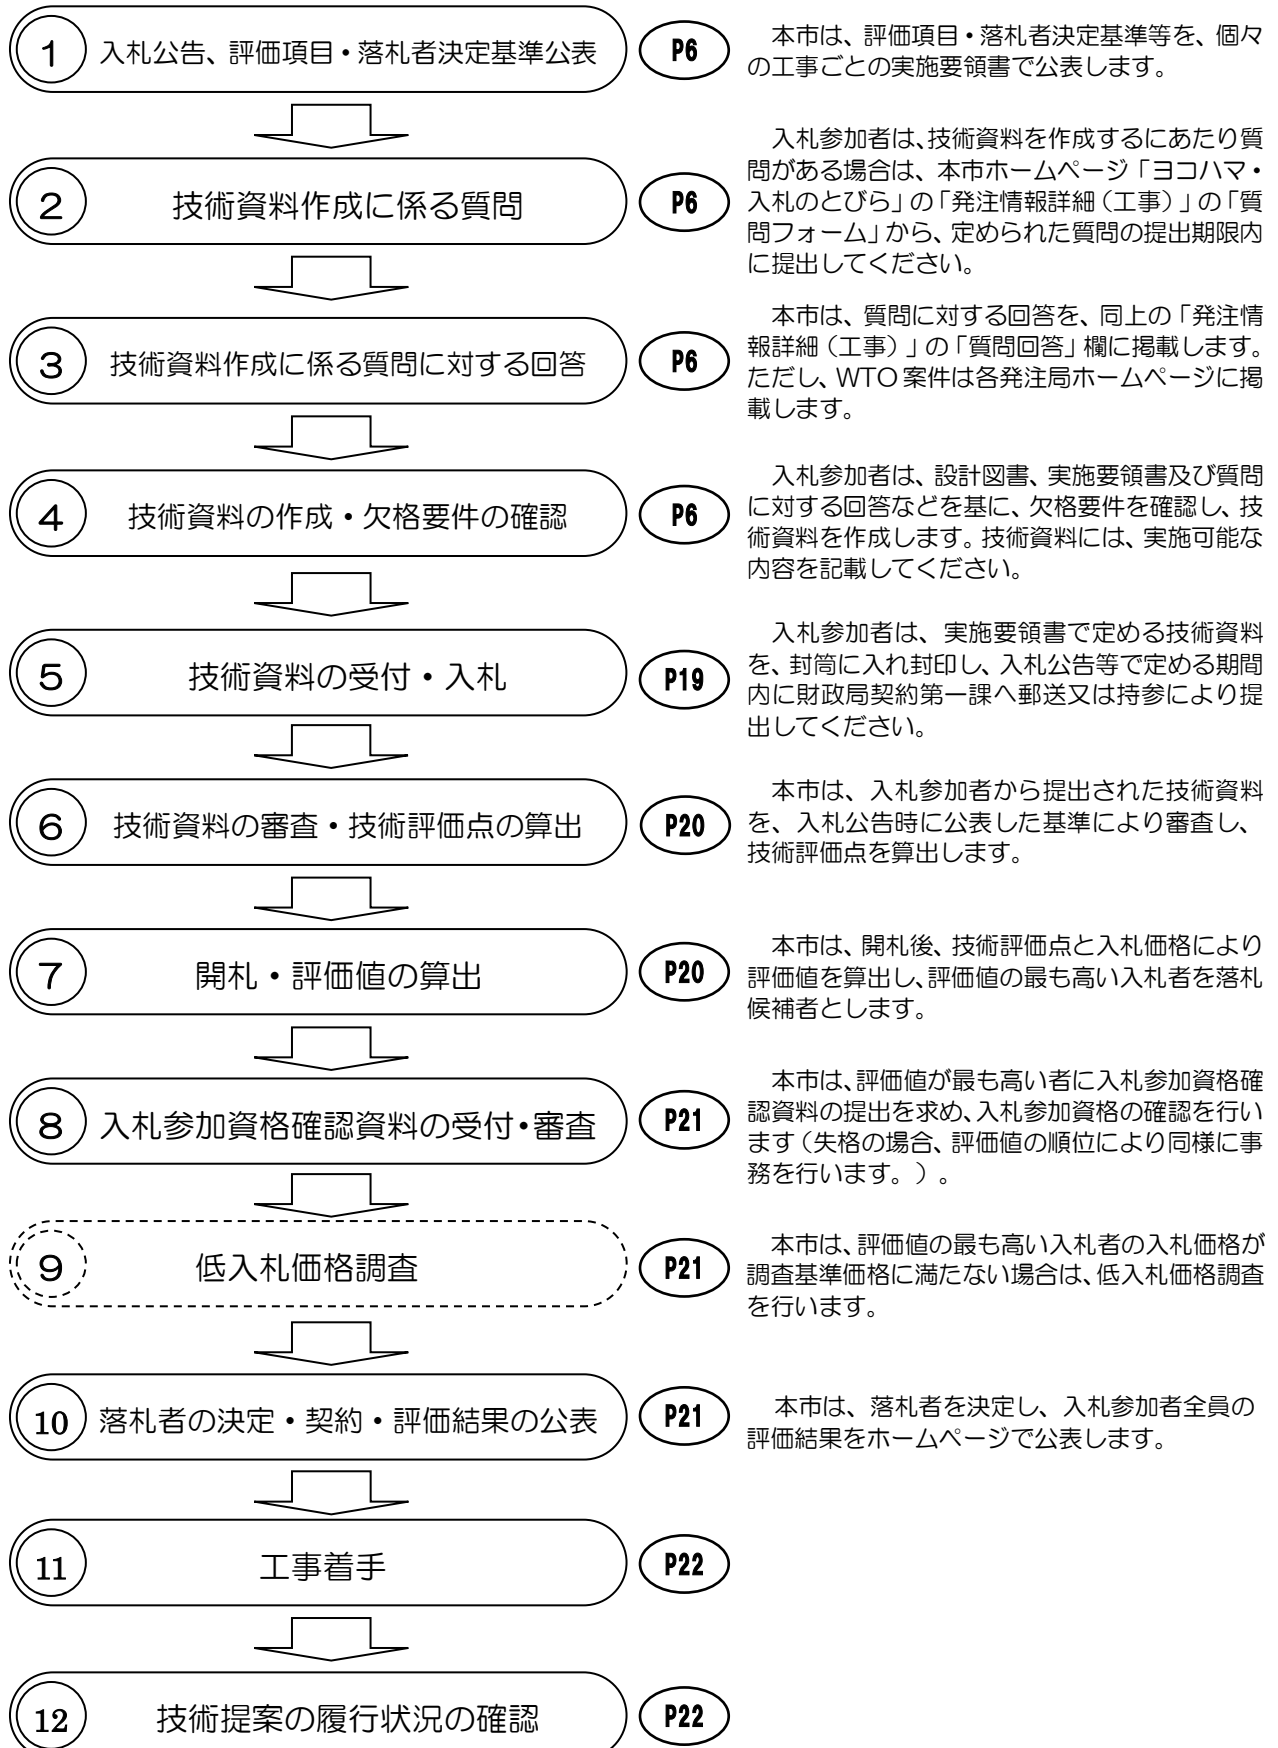 1 入札公告、評価項目・落札者決定基準公表 P6
本市は、評価項目・落札者決定基準等を、個々
の工事ごとの実施要領書で公表します。
2 技術資料作成に係る質問 P6
入札参加者は、技術資料を作成するにあたり質
問がある場合は、本市ホームページ「ヨコハマ・
入札のとびら」の「発注情報詳細（工事）」の「質
問フォーム」から、定められた質問の提出期限内
に提出してください。
3 技術資料作成に係る質問に対する回答 P6
本市は、質問に対する回答を、同上の「発注情
報詳細（工事）」の「質問回答」欄に掲載します。
ただし、WTO案件は各発注局ホームページに掲
載します。
4 技術資料の作成・欠格要件の確認 P6
入札参加者は、設計図書、実施要領書及び質問
に対する回答などを基に、欠格要件を確認し、技
術資料を作成します。技術資料には、実施可能な
内容を記載してください。
5 技術資料の受付・入札 P19
入札参加者は、実施要領書で定める技術資料
を、封筒に入れ封印し、入札公告等で定める期間
内に財政局契約第一課へ郵送又は持参により提
出してください。
6 技術資料の審査・技術評価点の算出 P20
本市は、入札参加者から提出された技術資料
を、入札公告時に公表した基準により審査し、
技術評価点を算出します。
7 開札・評価値の算出 P20
本市は、開札後、技術評価点と入札価格により
評価値を算出し、評価値の最も高い入札者を落札
候補者とします。
8 入札参加資格確認資料の受付・審査 P21
本市は、評価値が最も高い者に入札参加資格確
認資料の提出を求め、入札参加資格の確認を行い
ます（失格の場合、評価値の順位により同様に事
務を行います。）。
9 低入札価格調査 P21
本市は、評価値の最も高い入札者の入札価格が
調査基準価格に満たない場合は、低入札価格調査
を行います。
10 落札者の決定・契約・評価結果の公表 P21
本市は、落札者を決定し、入札参加者全員の
評価結果をホームページで公表します。
11 工事着手 P22
12 技術提案の履行状況の確認 P22